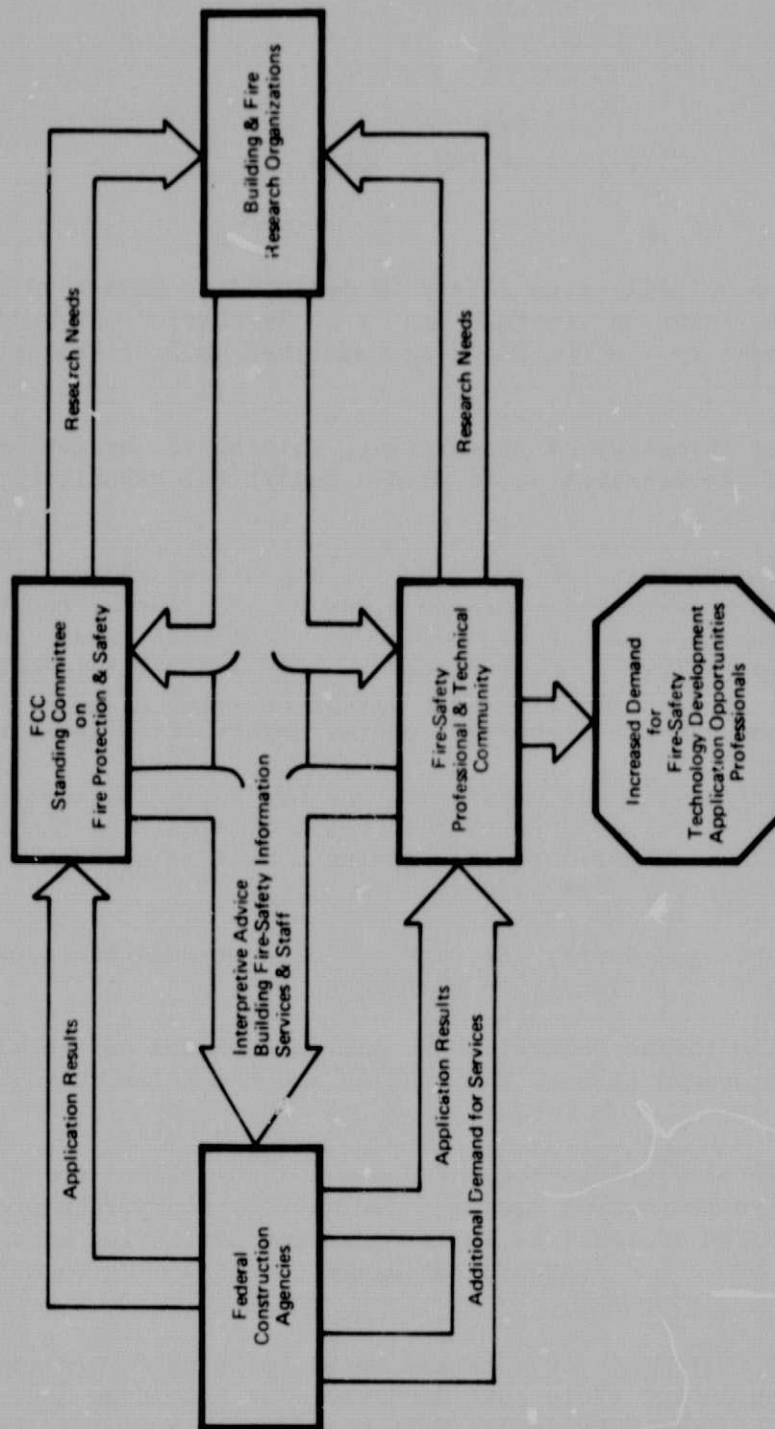 FCC
Standing Committee
on
Fire Protection & Safety
Application Results
Research Needs
Federal
Construction
Agencies
Interpretive Advice
Building Fire-Safety Information
Services & Staff
Building & Fire
Research Organizations
Application Results
Additional Demand for Services
Research Needs
Fire-Safety
Professional & Technical
Community
Increased Demand
for
Fire-Safety
Technology Development
Application Opportunities
Professionals